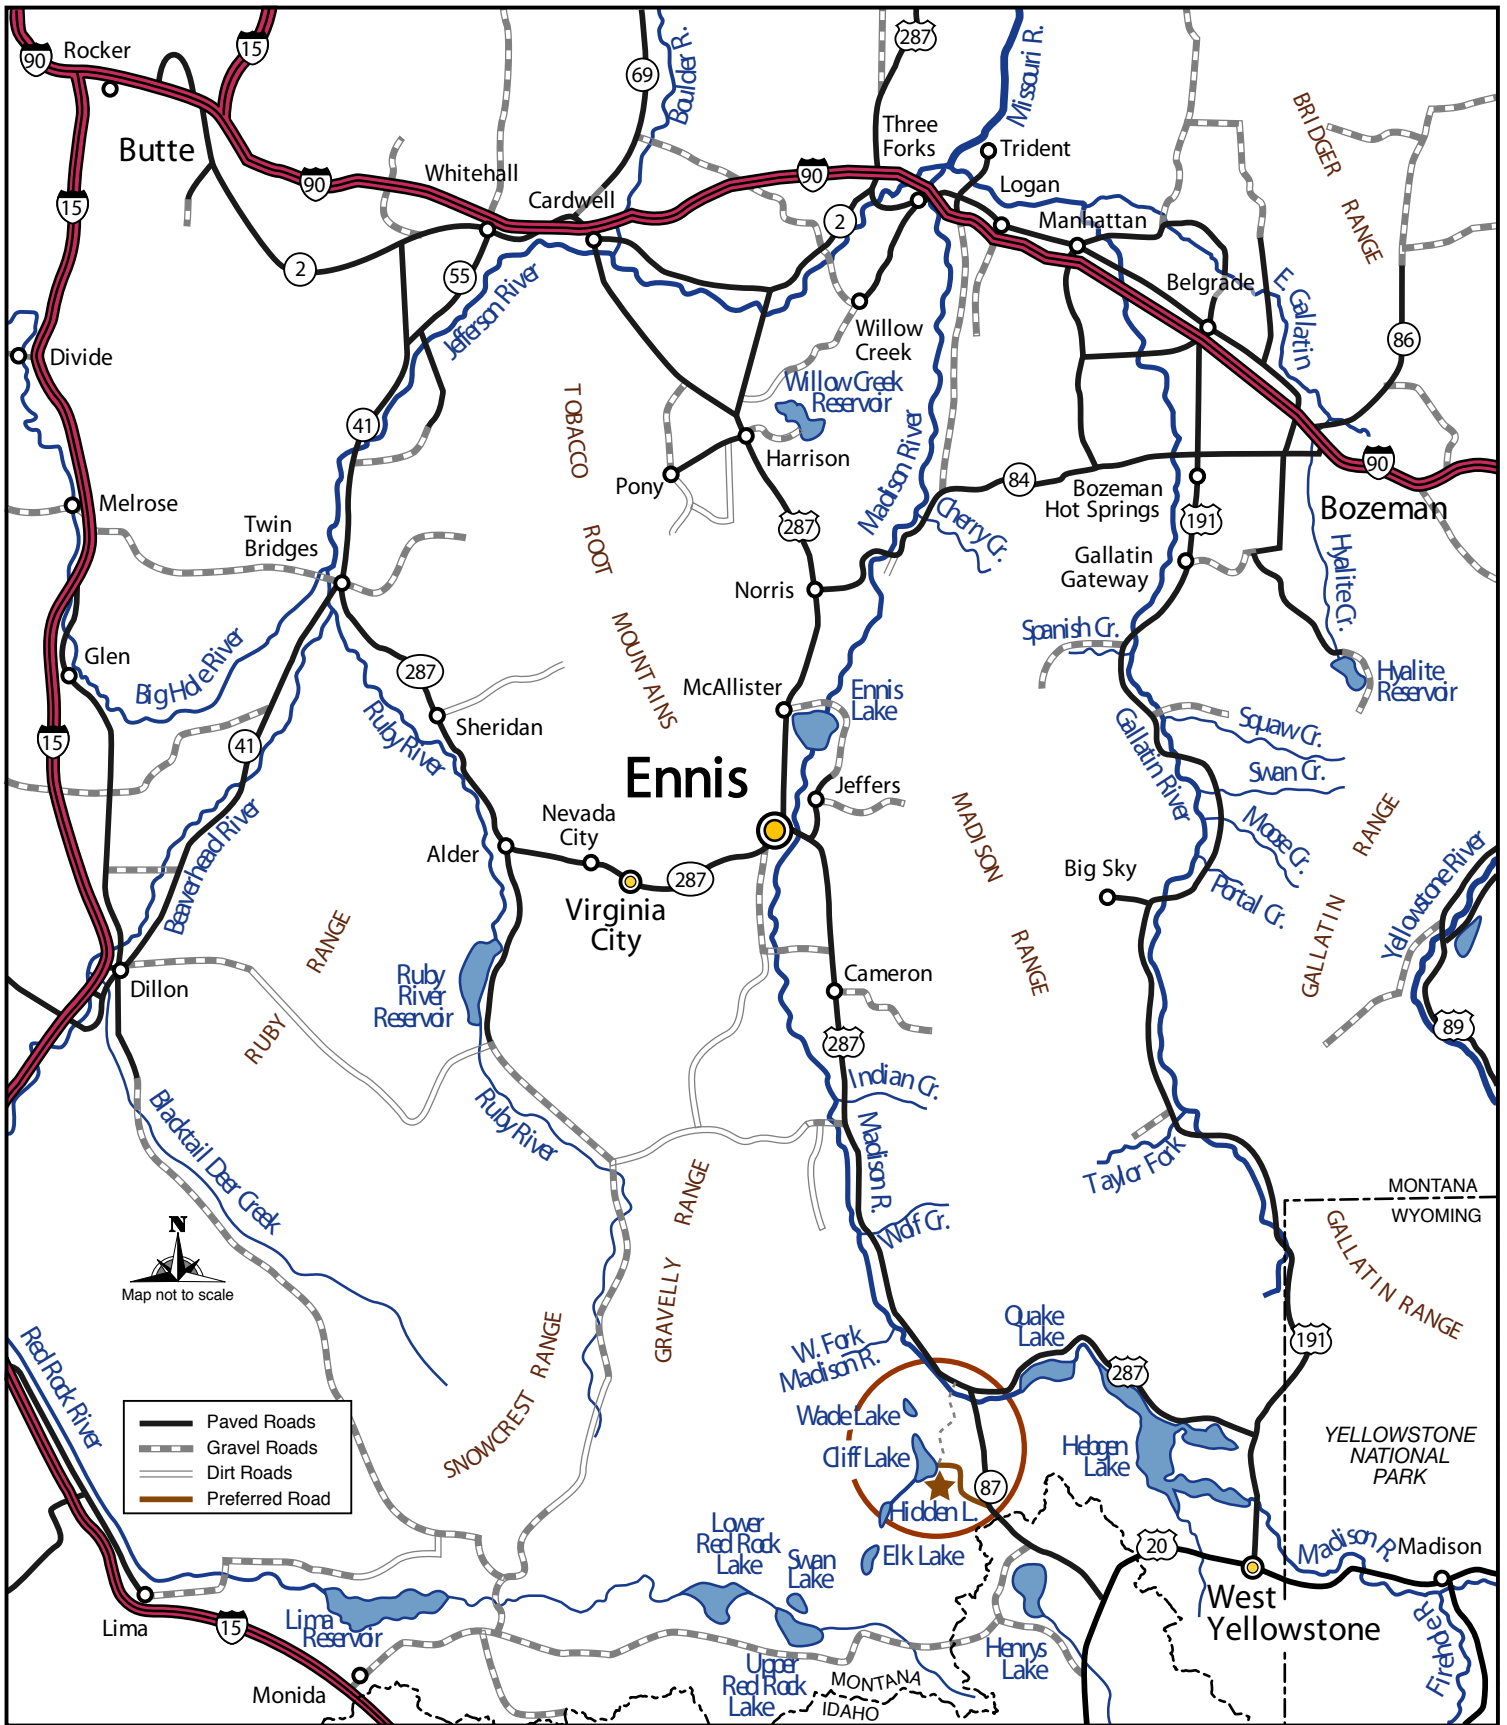 90
Rocker
15
69
Boulder R.
287
Missouri R.
Butte
Three
Forks
Trident
BRIDGER RANGE
Whitehall
90
90
Logan
Cardwell
15
2
Manhattan
2
55
Jefferson River
Belgrade
E. Gallatin
Divide
Willow
Creek
86
TOBACCO ROOT MOUNTAINS
Willow Creek
Reservoir
41
Madison River
Harrison
Pony
84
90
Melrose
Bozeman
Hot Springs
Bozeman
Twin
Bridges
287
Cherry Cr.
191
Gallatin
Gateway
Hyalite Cr.
Norris
Spanish Cr.
Glen
Big Hole River
287
McAllister
Ennis
Lake
Hyalite
Reservoir
Ruby River
Sheridan
Gallatin River
Squaw Cr.
15
41
Swan Cr.
Ennis
Jeffers
MADISON RANGE
Moose Cr.
GALLATIN RANGE
Beaverhead River
Nevada
City
Alder
287
Big Sky
Portal Cr.
Yellowstone River
Virginia
City
RUBY RANGE
Dillon
Ruby
River
Reservoir
Cameron
89
287
Indian Cr.
Blacktail Deer Creek
Ruby River
Madison R.
Taylor Fork
MONTANA
WYOMING
GRAVELLY RANGE
Wolf Cr.
GALLATIN RANGE
N
Map not to scale
Red Rock River
SNOWCREST RANGE
W. Fork
Madison R.
Quake
Lake
191
287
Paved Roads
Gravel Roads
Dirt Roads
Preferred Road
Wade Lake
Cliff Lake
Hebgen
Lake
YELLOWSTONE
NATIONAL
PARK
87
Hidden L.
Lower
Red Rock
Lake
Elk Lake
20
Madison R.
Madison
Swan
Lake
West
Yellowstone
Lima
Lima
Reservoir
15
Henrys
Lake
Firehole R.
Upper
Red Rock
Lake
Monida
MONTANA
IDAHO